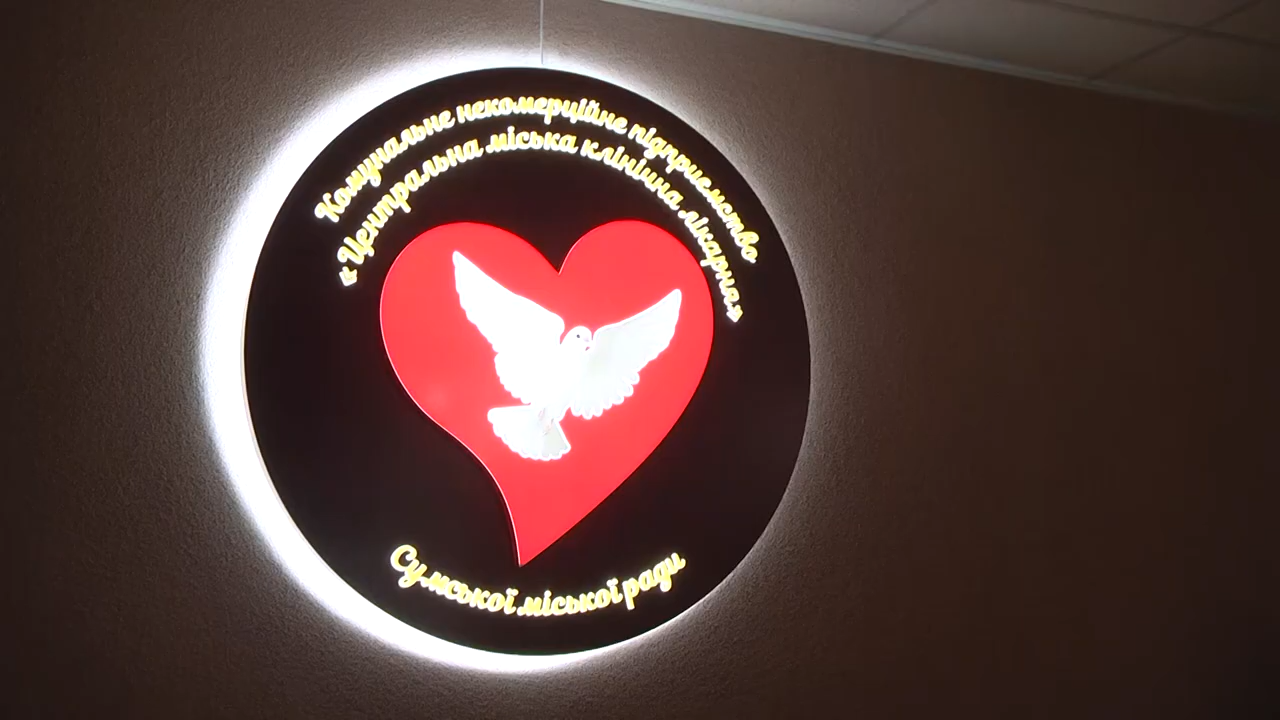 Комунальне некомерційне підприємство
«Центральна міська клінічна лікарня»
Сумської міської ради